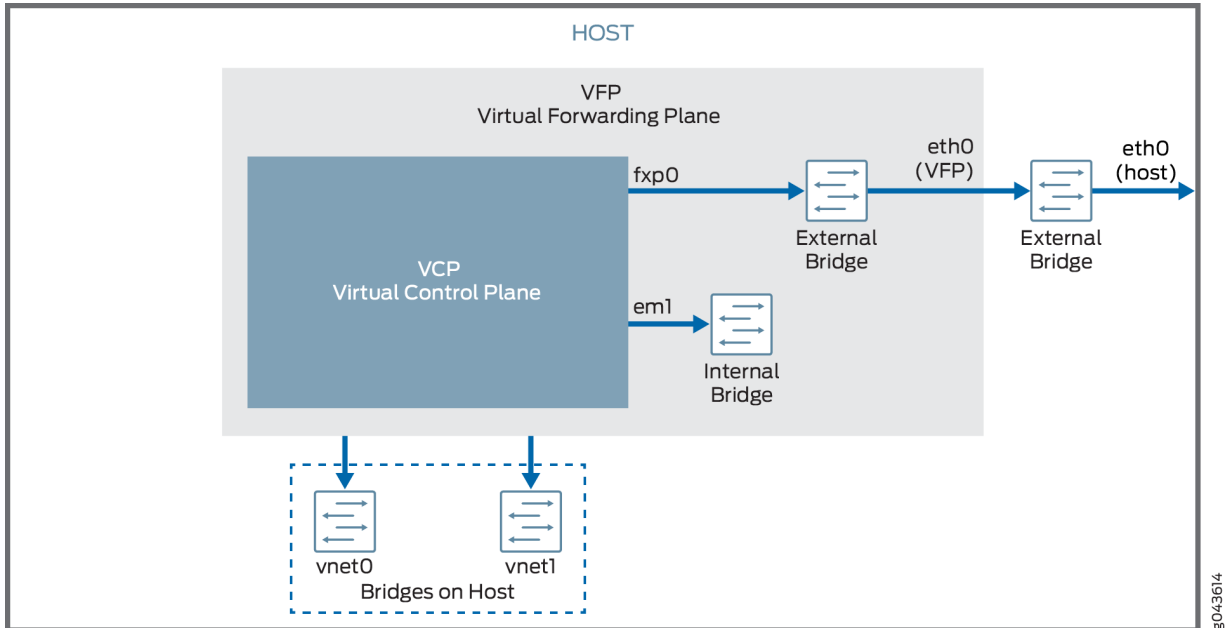 HOST
VFP
Virtual Forwarding Plane
VCP
Virtual Control Plane
fxp0
External
Bridge
eth0
(VFP)
External
Bridge
eth0
(host)
em1
Internal
Bridge
vnet0
vnet1
Bridges on Host
g043614